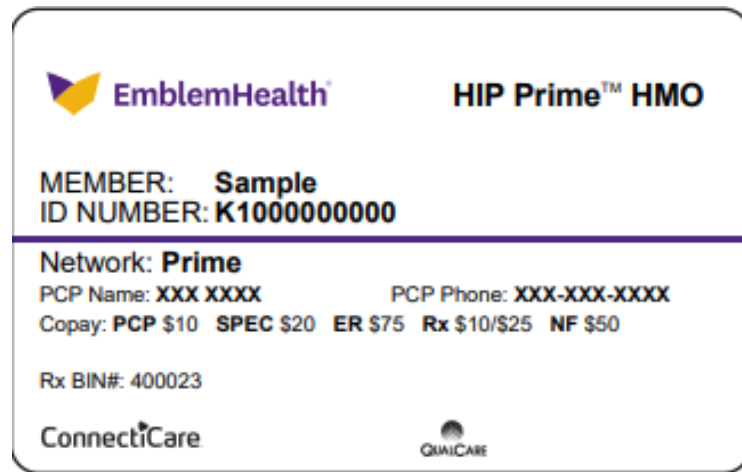 EmblemHealth® HIP Prime™ HMO
MEMBER: Sample
ID NUMBER: K1000000000
Network: Prime
PCP Name: XXX XXXX PCP Phone: XXX-XXX-XXXX
Copay: PCP $10 SPEC $20 ER $75 Rx $10/$25 NF $50
Rx BIN#: 400023
ConnectiCare QUALCARE